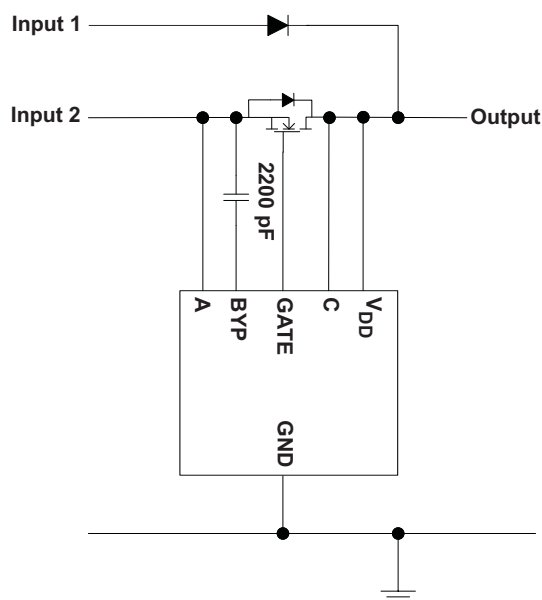 Input 1
Input 2
Output
2200 pF
A
BYP
GATE
C
VDD
GND